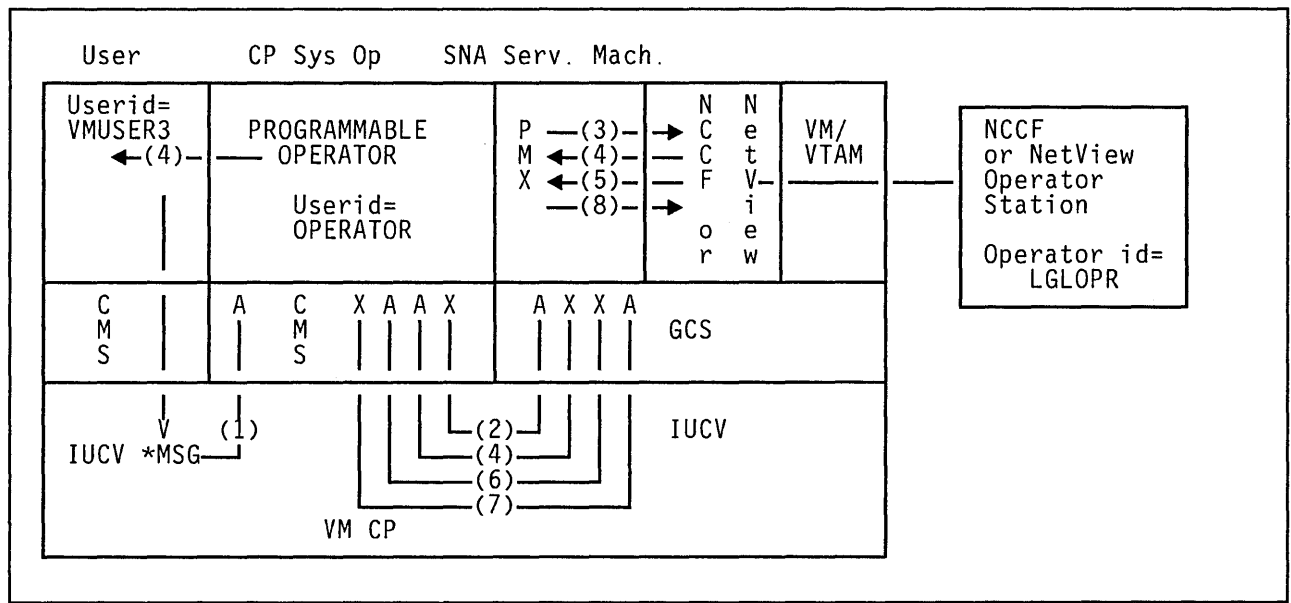 User CP Sys Op SNA Serv. Mach.
Userid=
VMUSER3
(4)
PROGRAMMABLE
OPERATOR
Userid=
OPERATOR
P (3)
M (4)
X (5)
(8)
N
C
C
F
o
r
N
e
t
V
i
e
w
VM/
VTAM
NCCF
or NetView
Operator
Station
Operator id=
LGLOPR
C
M
S
A
C
M
S
X A A X
A X X A
GCS
V (1)
IUCV *MSG
(2)
(4)
(6)
(7)
IUCV
VM CP